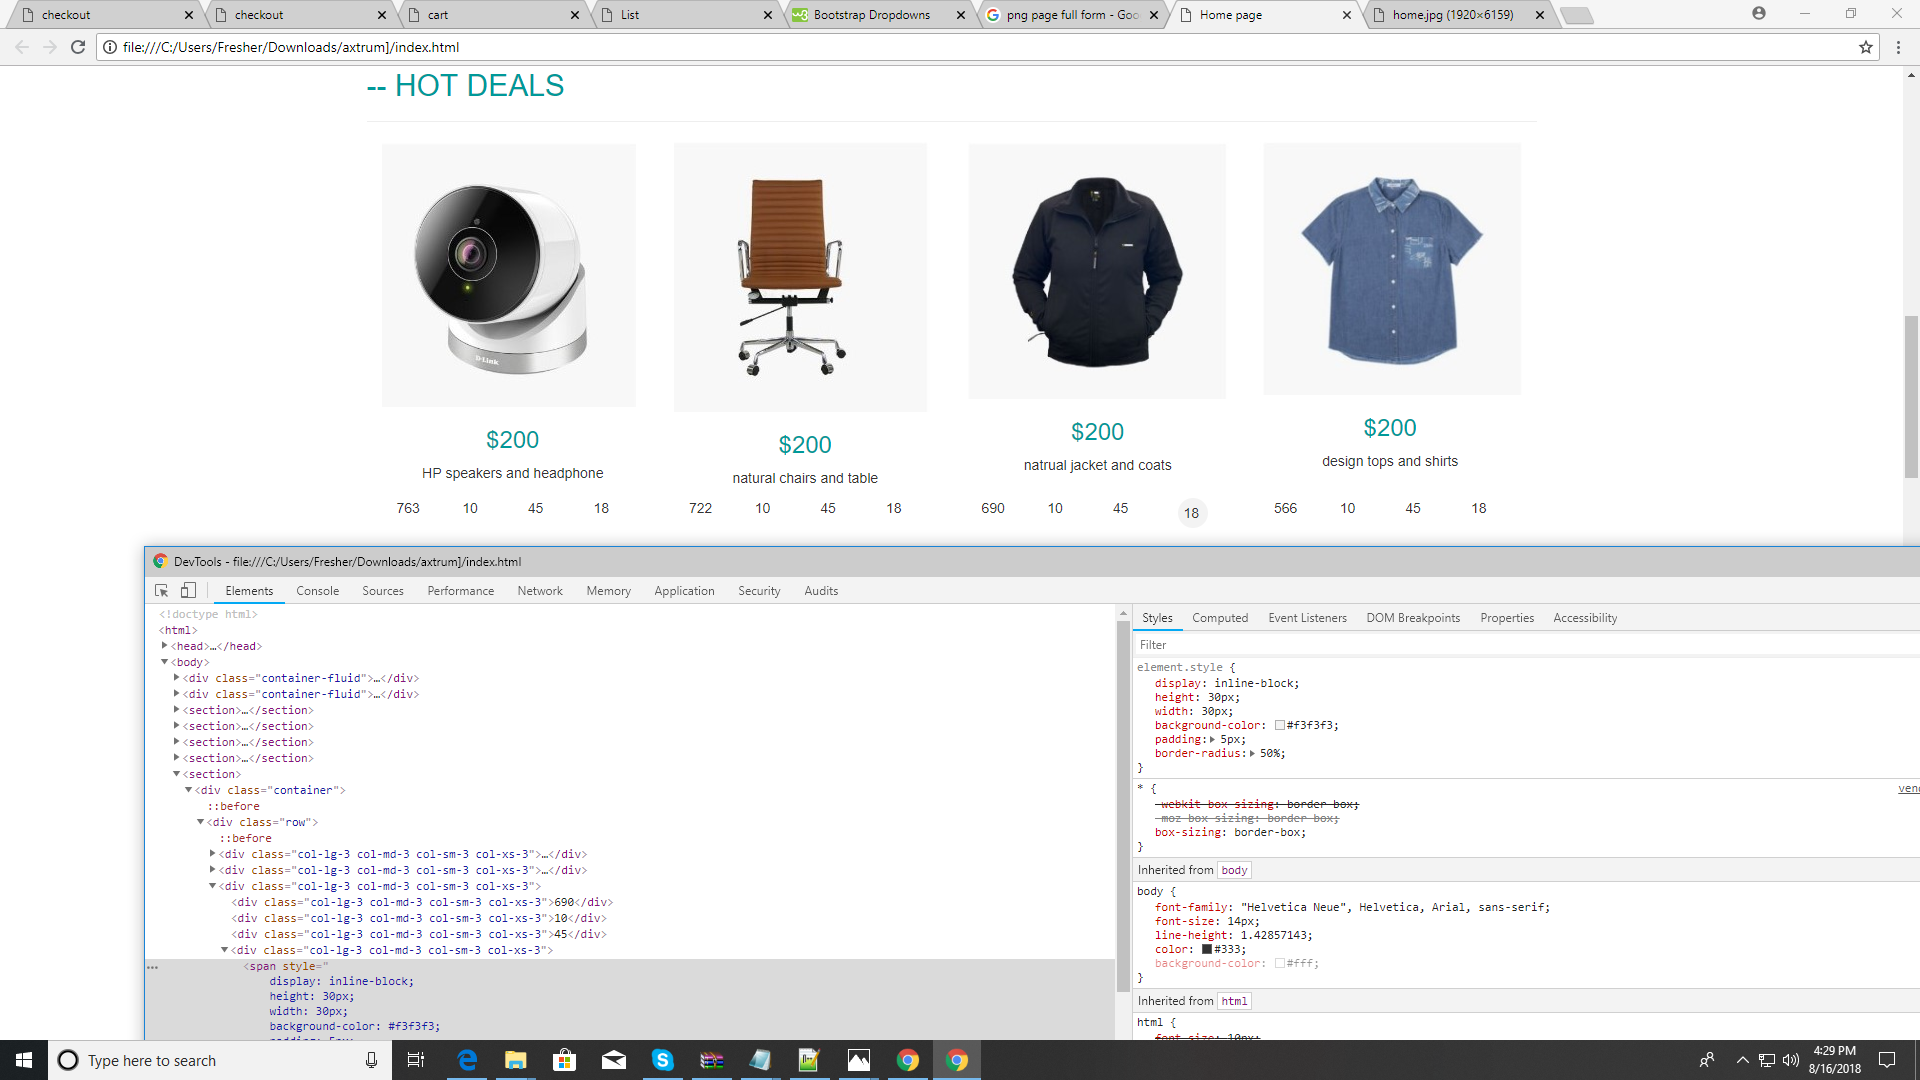 checkout checkout cart List Bootstrap Dropdowns png page full form - Goo Home page home.jpg (1920×6159)
file:///C:/Users/Fresher/Downloads/axtrum]/index.html
-- HOT DEALS
D-Link
$200 $200 $200 $200
HP speakers and headphone natural chairs and table natrual jacket and coats design tops and shirts
763 10 45 18 722 10 45 18 690 10 45 18 566 10 45 18
DevTools - file:///C:/Users/Fresher/Downloads/axtrum]/index.html
Elements Console Sources Performance Network Memory Application Security Audits
<!doctype html>
<html>
<head>…</head>
<body>
<div class="container-fluid">…</div>
<div class="container-fluid">…</div>
<section>…</section>
<section>…</section>
<section>…</section>
<section>…</section>
<section>
<div class="container">
::before
<div class="row">
::before
<div class="col-lg-3 col-md-3 col-sm-3 col-xs-3">…</div>
<div class="col-lg-3 col-md-3 col-sm-3 col-xs-3">…</div>
<div class="col-lg-3 col-md-3 col-sm-3 col-xs-3">
<div class="col-lg-3 col-md-3 col-sm-3 col-xs-3">690</div>
<div class="col-lg-3 col-md-3 col-sm-3 col-xs-3">10</div>
<div class="col-lg-3 col-md-3 col-sm-3 col-xs-3">45</div>
<div class="col-lg-3 col-md-3 col-sm-3 col-xs-3">
<span style="
display: inline-block;
height: 30px;
width: 30px;
background-color: #f3f3f3;
padding: 5px;
Styles Computed Event Listeners DOM Breakpoints Properties Accessibility
Filter
element.style {
display: inline-block;
height: 30px;
width: 30px;
background-color: #f3f3f3;
padding: 5px;
border-radius: 50%;
}
* { venc
-webkit-box-sizing: border-box;
-moz-box-sizing: border-box;
box-sizing: border-box;
}
Inherited from body
body {
font-family: "Helvetica Neue", Helvetica, Arial, sans-serif;
font-size: 14px;
line-height: 1.42857143;
color: #333;
background-color: #fff;
}
Inherited from html
html {
font-size: 10px;
Type here to search
4:29 PM
8/16/2018